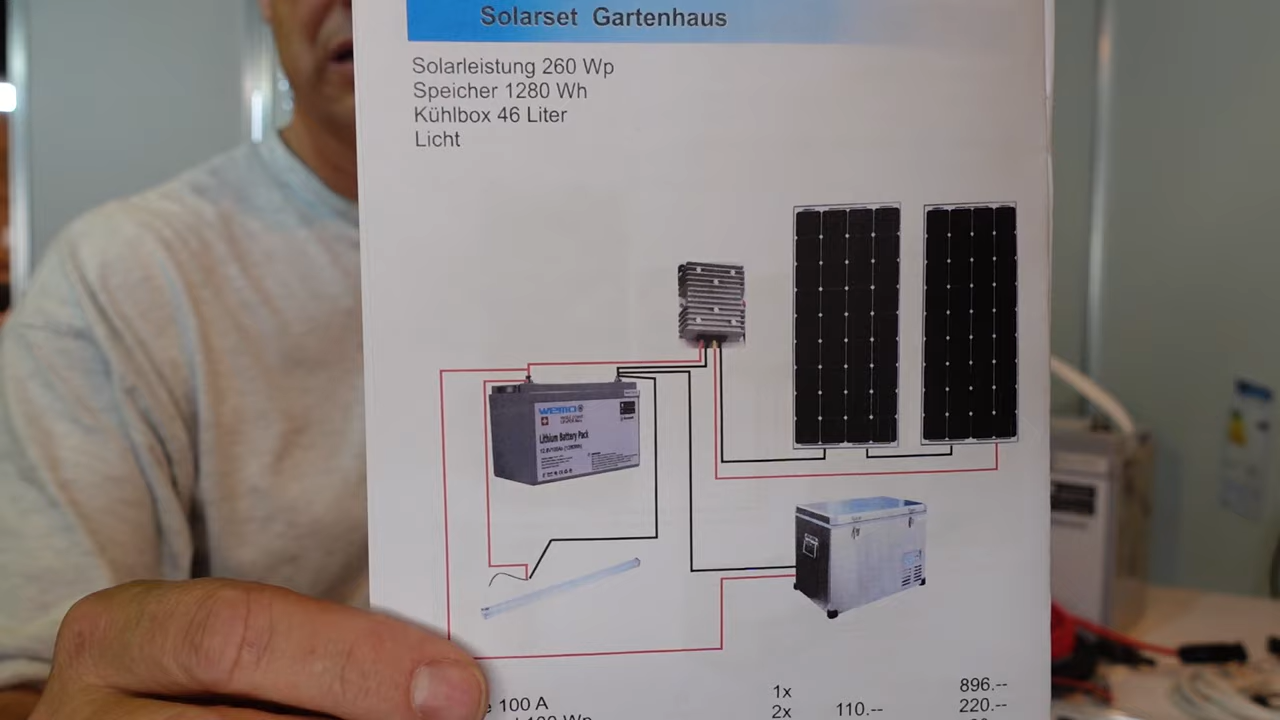 Solarset Gartenhaus
Solarleistung 260 Wp
Speicher 1280 Wh
Kühlbox 46 Liter
Licht
WEMO
Lithium Battery Pack
100 A 1x 896.--
Wp 2x 110.-- 220.--